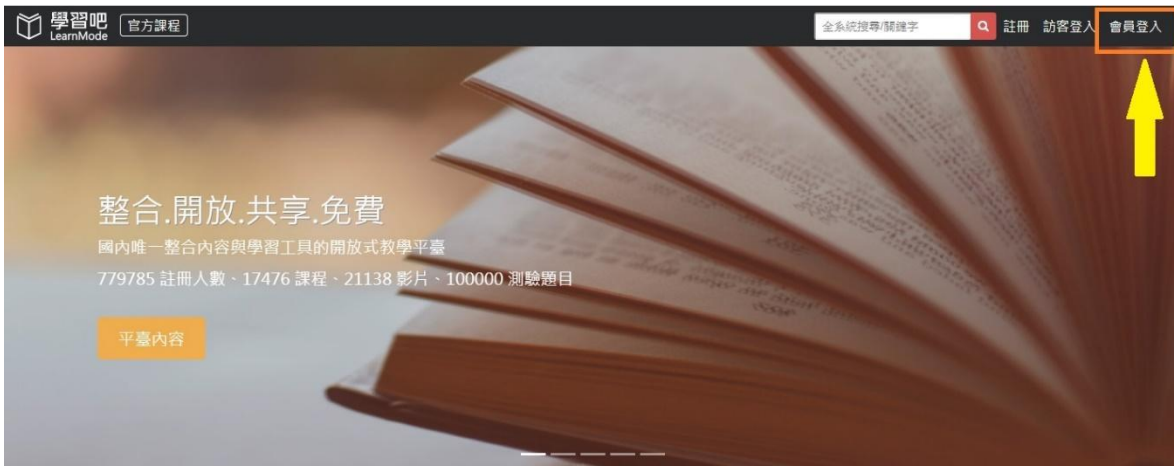 學習吧
LearnMode
官方課程
全系統搜尋/關鍵字
註冊 訪客登入 會員登入
整合.開放.共享.免費
國內唯一整合內容與學習工具的開放式教學平臺
779785 註冊人數、17476 課程、21138 影片、100000 測驗題目
平臺內容